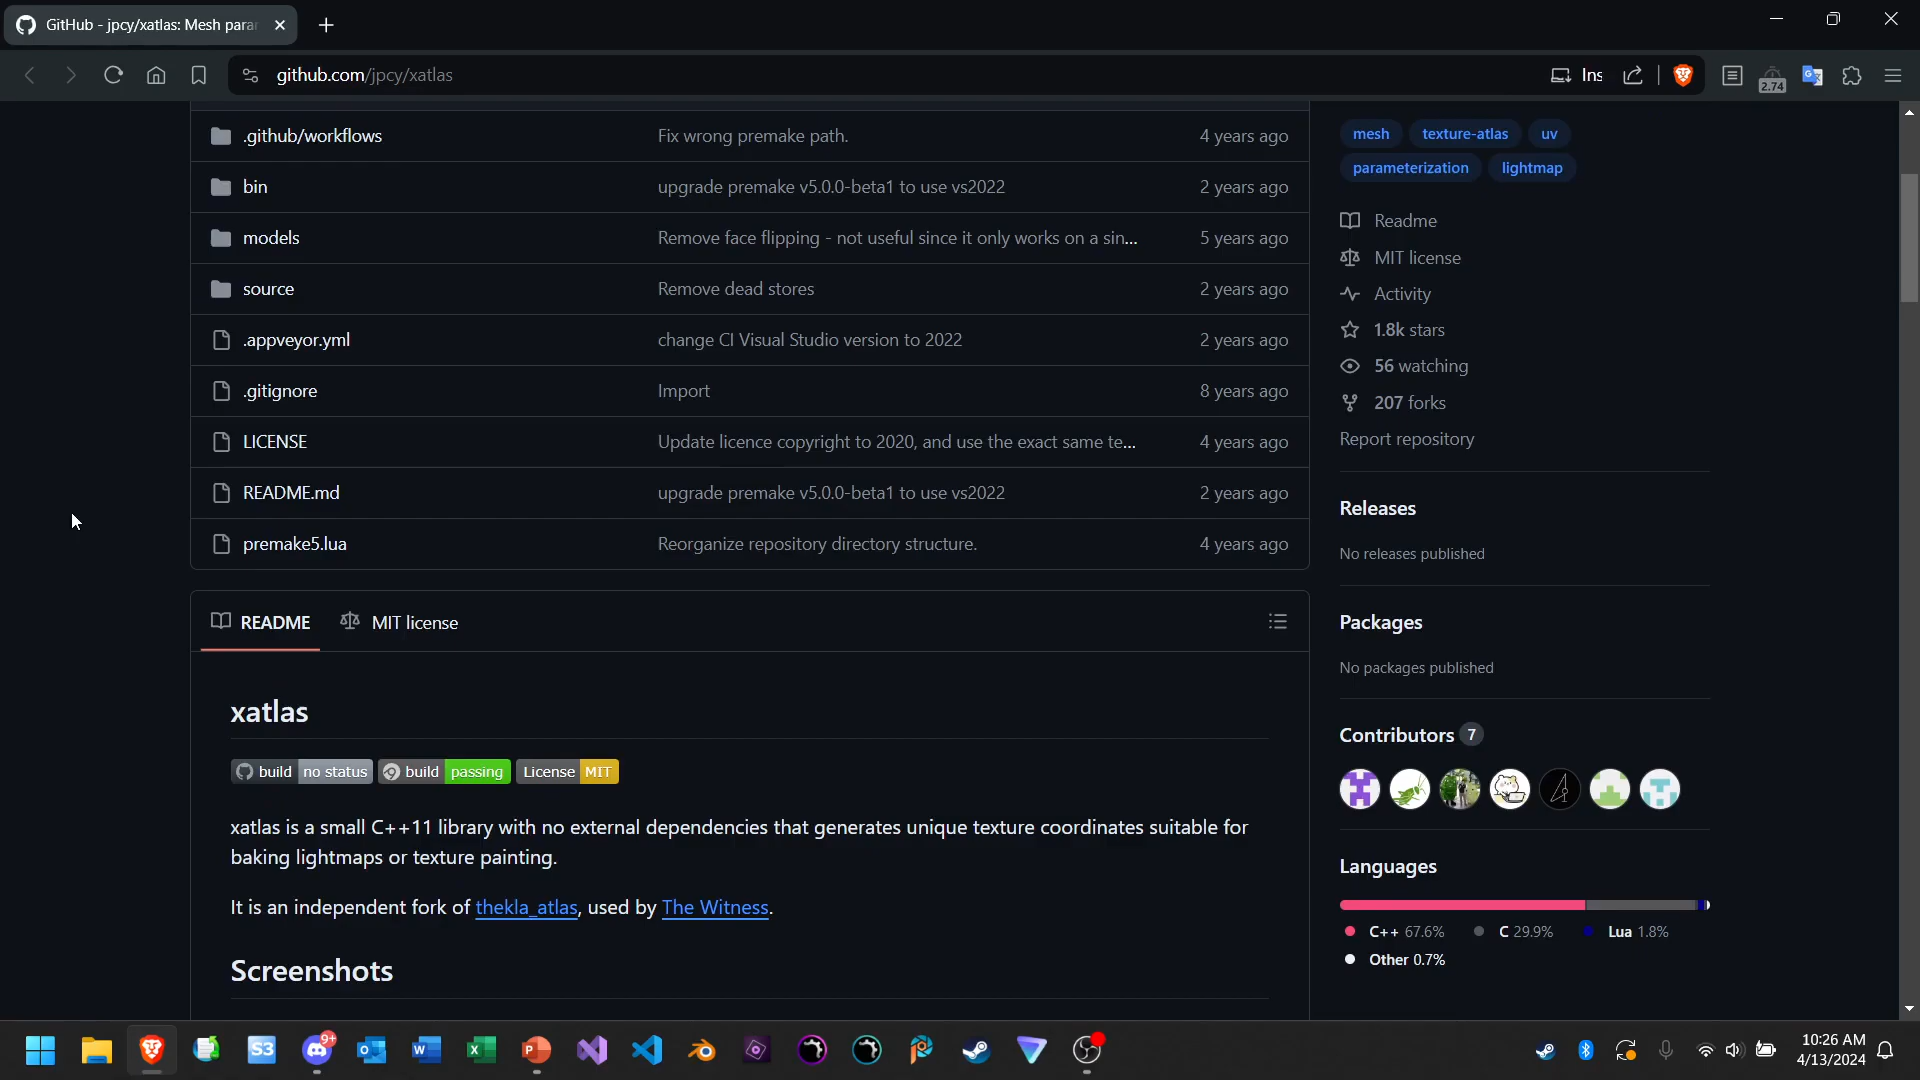 GitHub - jpcy/xatlas: Mesh para
github.com/jpcy/xatlas
Ins
2.74
.github/workflows Fix wrong premake path. 4 years ago
bin upgrade premake v5.0.0-beta1 to use vs2022 2 years ago
models Remove face flipping - not useful since it only works on a sin... 5 years ago
source Remove dead stores 2 years ago
.appveyor.yml change CI Visual Studio version to 2022 2 years ago
.gitignore Import 8 years ago
LICENSE Update licence copyright to 2020, and use the exact same te... 4 years ago
README.md upgrade premake v5.0.0-beta1 to use vs2022 2 years ago
premake5.lua Reorganize repository directory structure. 4 years ago
README MIT license
xatlas
build no status build passing License MIT
xatlas is a small C++11 library with no external dependencies that generates unique texture coordinates suitable for
baking lightmaps or texture painting.
It is an independent fork of thekla_atlas, used by The Witness.
Screenshots
mesh texture-atlas uv
parameterization lightmap
Readme
MIT license
Activity
1.8k stars
56 watching
207 forks
Report repository
Releases
No releases published
Packages
No packages published
Contributors 7
Languages
C++ 67.6% C 29.9% Lua 1.8%
Other 0.7%
S3
9+
10:26 AM
4/13/2024